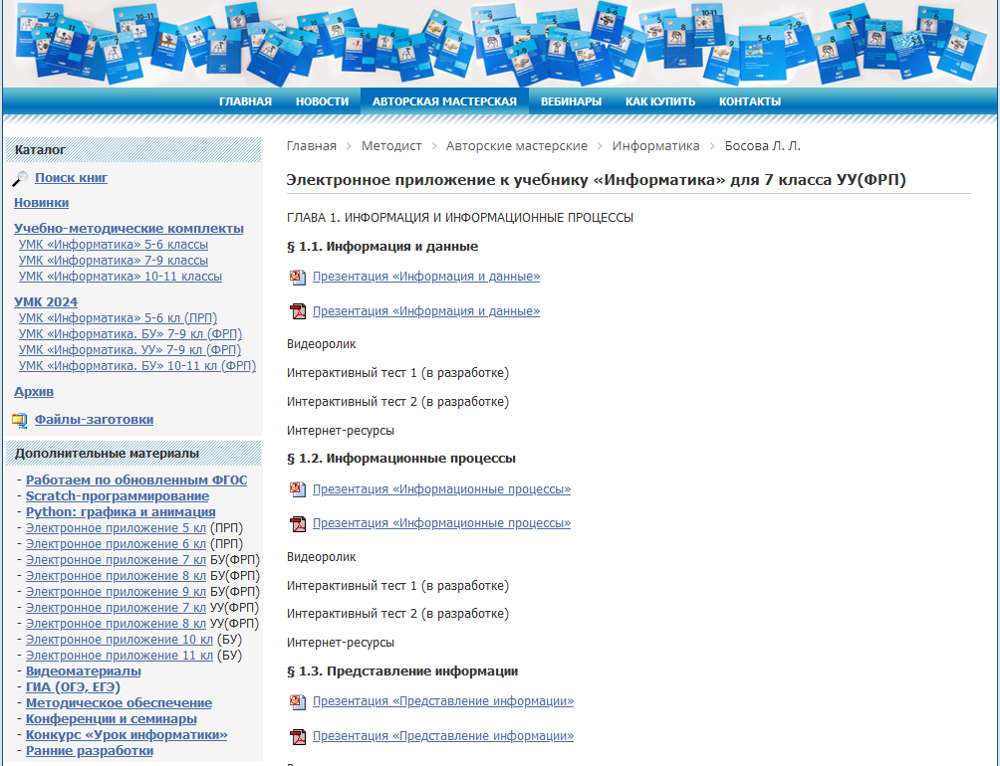 ГЛАВНАЯ НОВОСТИ АВТОРСКАЯ МАСТЕРСКАЯ ВЕБИНАРЫ КАК КУПИТЬ КОНТАКТЫ
Каталог
Поиск книг
Новинки
Учебно-методические комплекты
УМК «Информатика» 5-6 классы
УМК «Информатика» 7-9 классы
УМК «Информатика» 10-11 классы
УМК 2024
УМК «Информатика» 5-6 кл (ПРП)
УМК «Информатика. БУ» 7-9 кл (ФРП)
УМК «Информатика. УУ» 7-9 кл (ФРП)
УМК «Информатика. БУ» 10-11 кл (ФРП)
Архив
Файлы-заготовки
Дополнительные материалы
- Работаем по обновленным ФГОС
- Scratch-программирование
- Python: графика и анимация
- Электронное приложение 5 кл (ПРП)
- Электронное приложение 6 кл (ПРП)
- Электронное приложение 7 кл БУ(ФРП)
- Электронное приложение 8 кл БУ(ФРП)
- Электронное приложение 9 кл БУ(ФРП)
- Электронное приложение 7 кл УУ(ФРП)
- Электронное приложение 8 кл УУ(ФРП)
- Электронное приложение 10 кл (БУ)
- Электронное приложение 11 кл (БУ)
- Видеоматериалы
- ГИА (ОГЭ, ЕГЭ)
- Методическое обеспечение
- Конференции и семинары
- Конкурс «Урок информатики»
- Ранние разработки
Главная > Методист > Авторские мастерские > Информатика > Босова Л. Л.
Электронное приложение к учебнику «Информатика» для 7 класса УУ(ФРП)
ГЛАВА 1. ИНФОРМАЦИЯ И ИНФОРМАЦИОННЫЕ ПРОЦЕССЫ
§ 1.1. Информация и данные
Презентация «Информация и данные»
Презентация «Информация и данные»
Видеоролик
Интерактивный тест 1 (в разработке)
Интерактивный тест 2 (в разработке)
Интернет-ресурсы
§ 1.2. Информационные процессы
Презентация «Информационные процессы»
Презентация «Информационные процессы»
Видеоролик
Интерактивный тест 1 (в разработке)
Интерактивный тест 2 (в разработке)
Интернет-ресурсы
§ 1.3. Представление информации
Презентация «Представление информации»
Презентация «Представление информации»